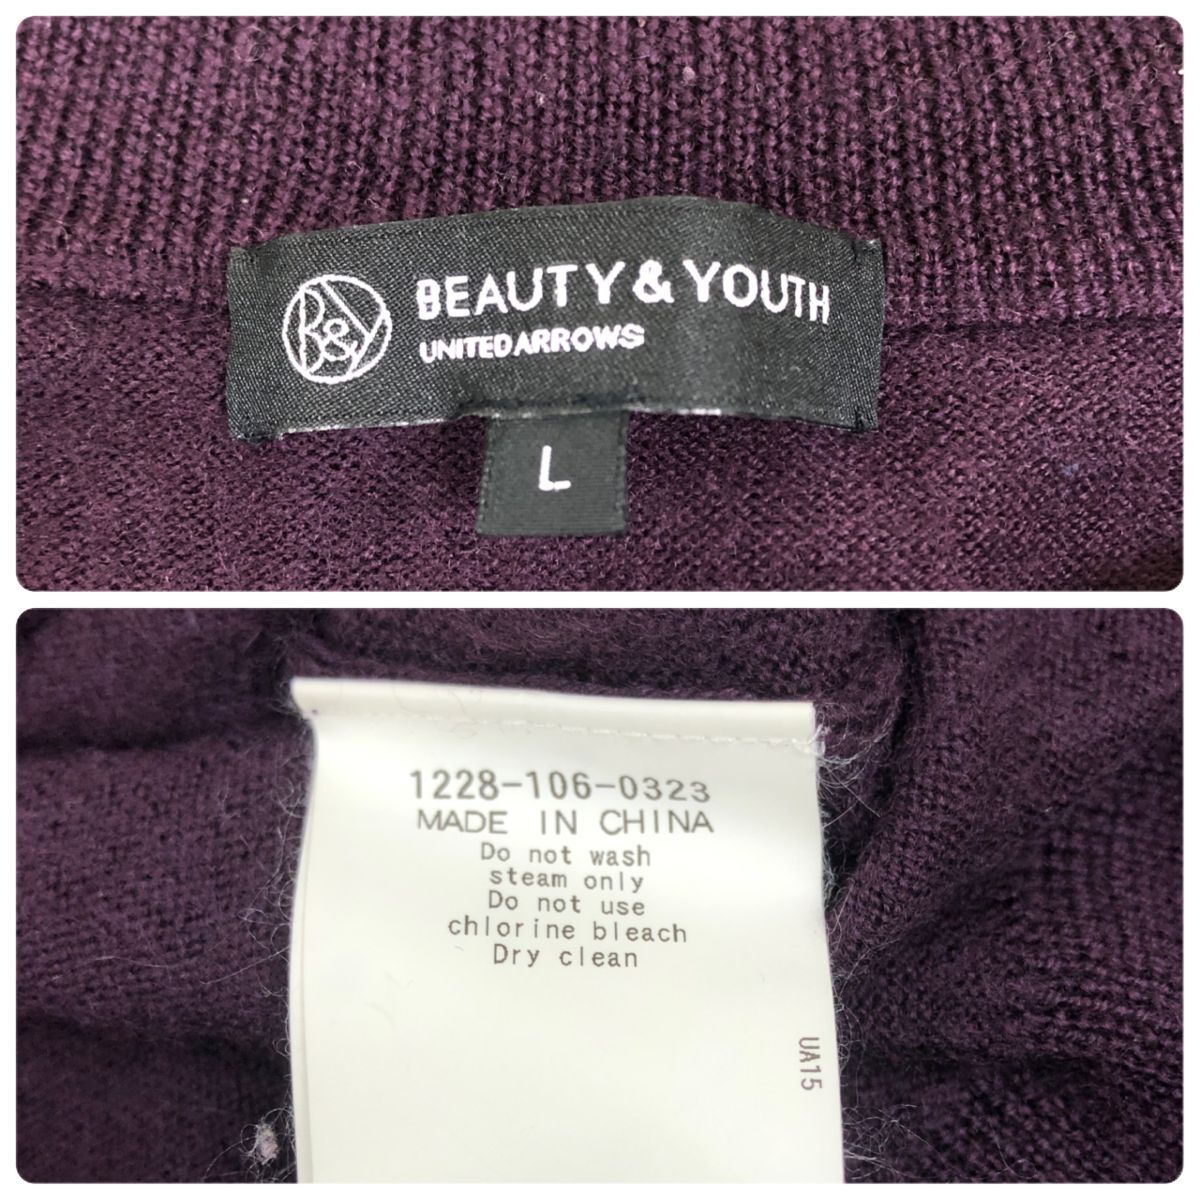 B&Y
BEAUTY & YOUTH
UNITED ARROWS
L
1228-106-0323
MADE IN CHINA
Do not wash
steam only
Do not use
chlorine bleach
Dry clean
UA15